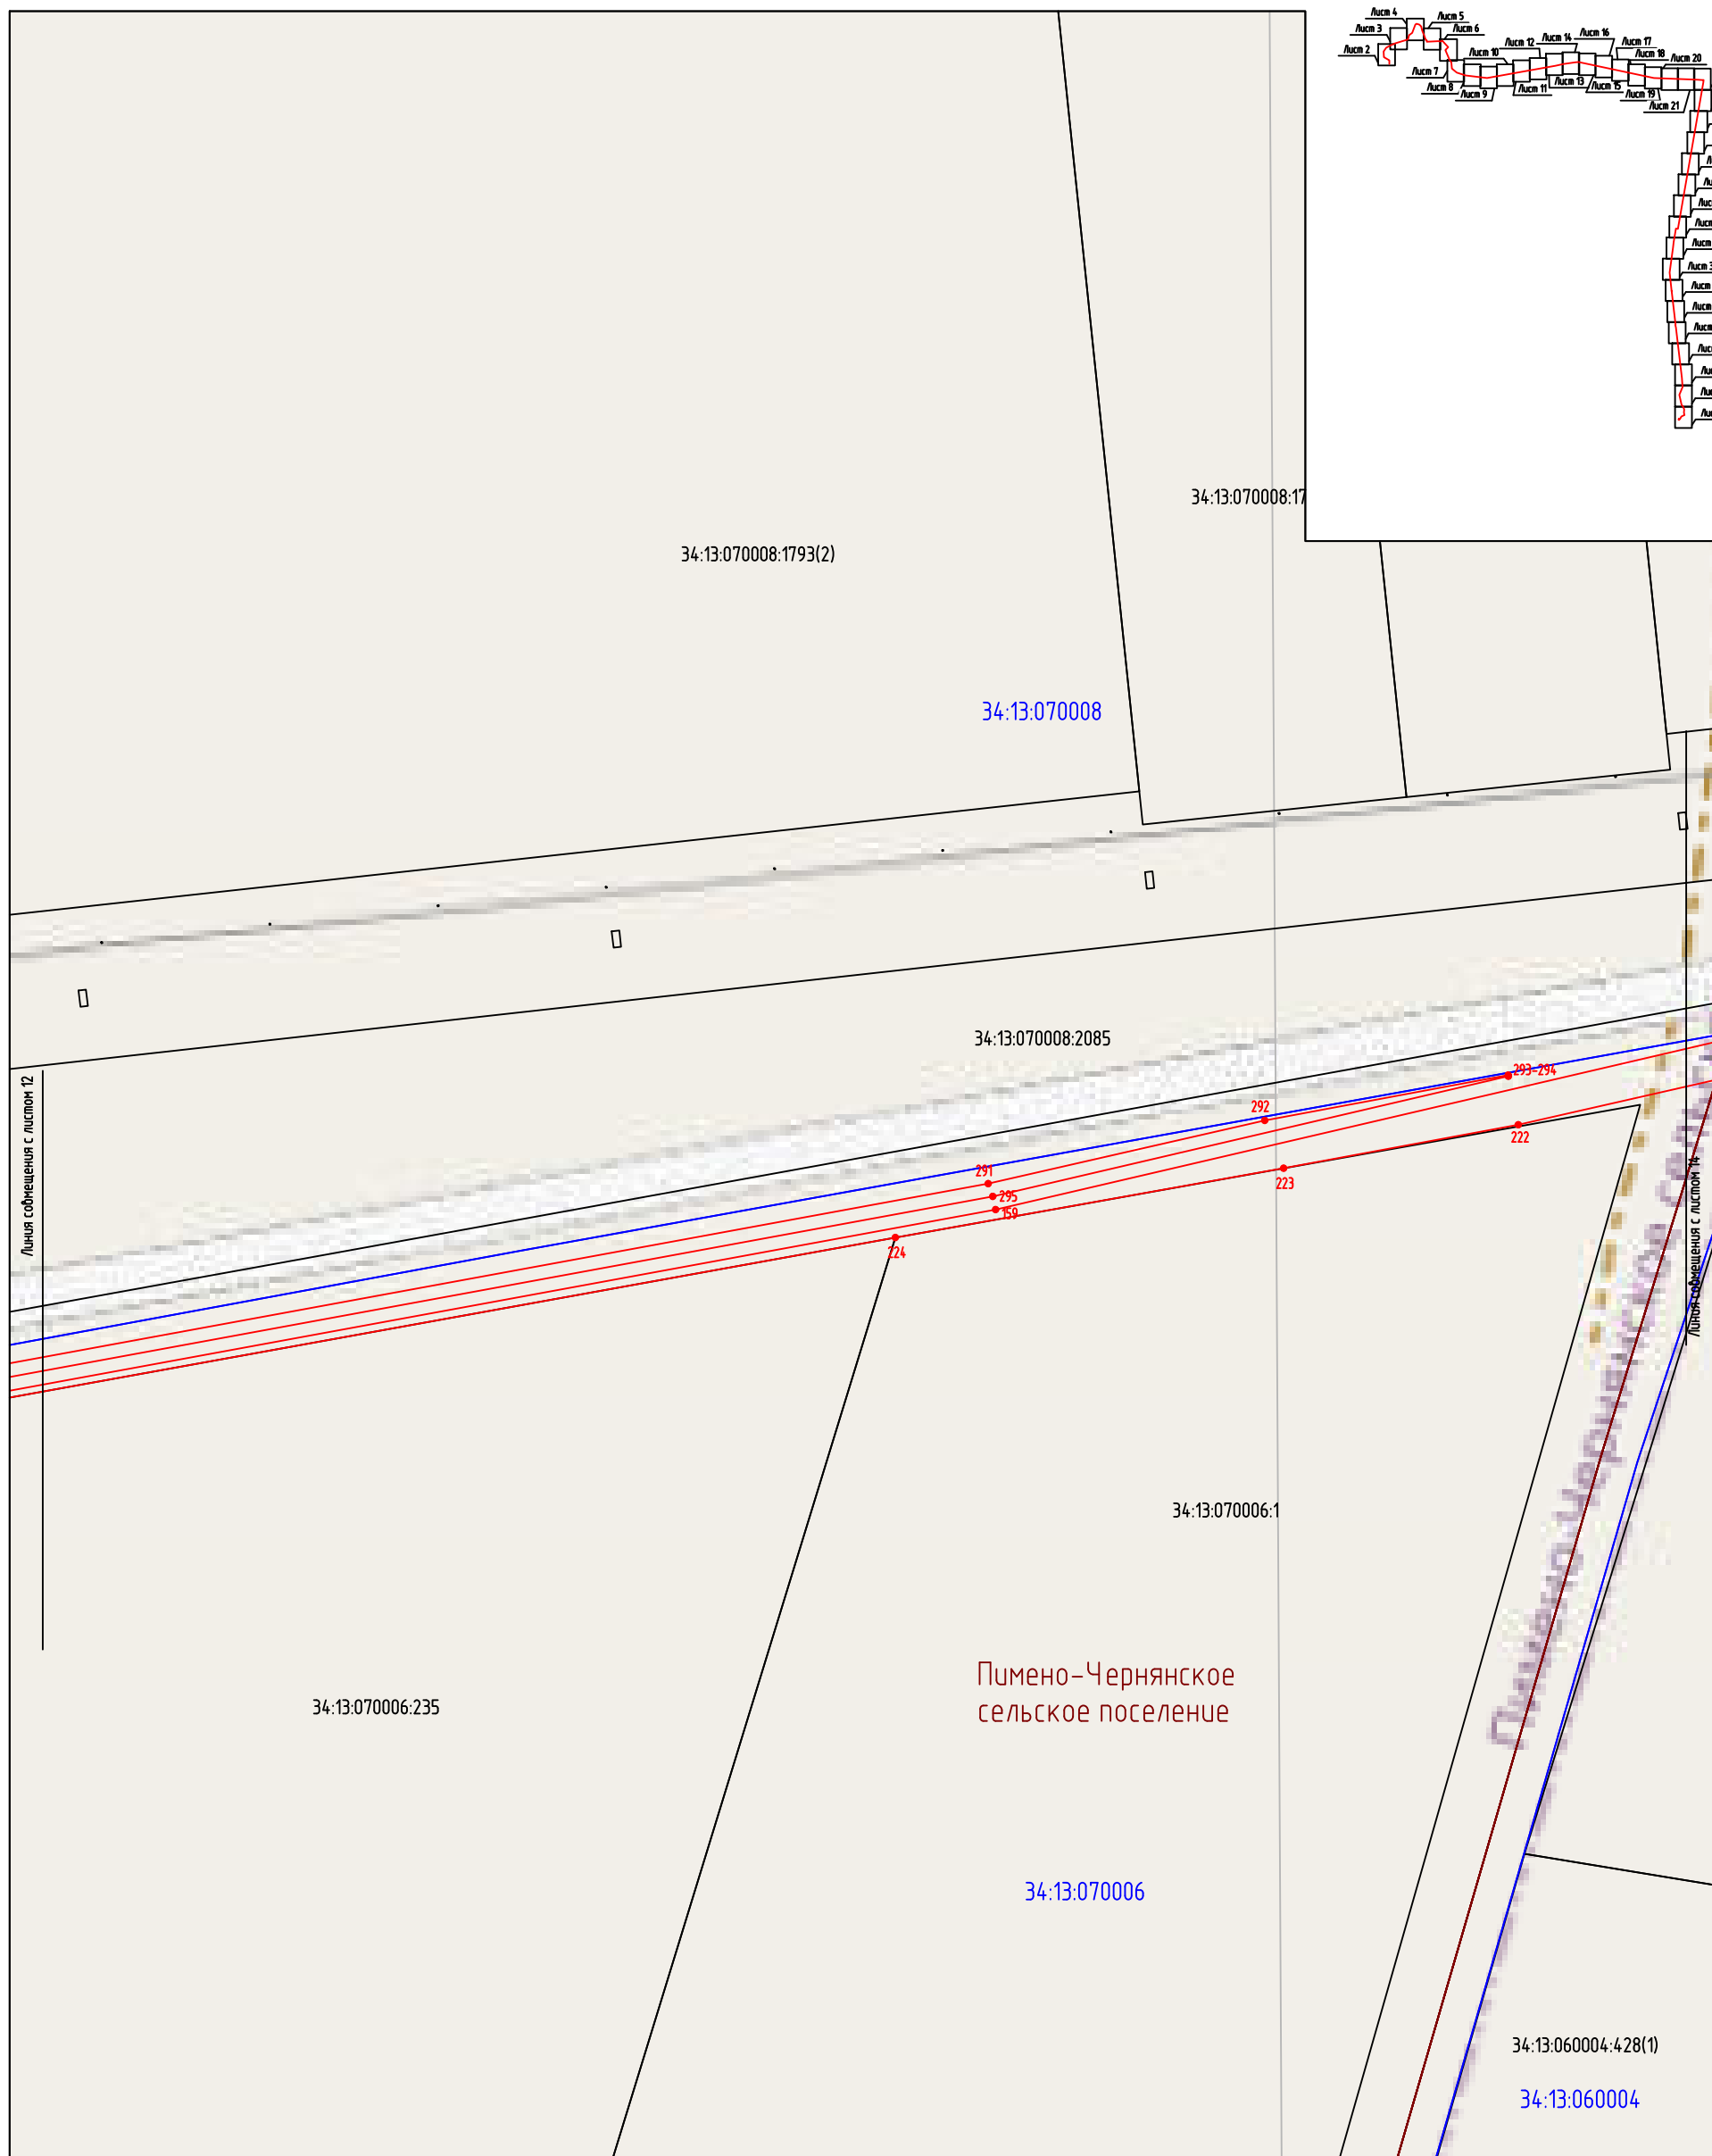 Лист 4
Лист 5
Лист 3
Лист 6
Лист 2
Лист 10
Лист 12
Лист 14
Лист 16
Лист 17
Лист 18
Лист 20
Лист 7
Лист 8
Лист 9
Лист 11
Лист 13
Лист 15
Лист 19
Лист 21
34:13:070008:17
34:13:070008:1793(2)
34:13:070008
34:13:070008:2085
Линия совмещения с листом 12
293-294
292
222
291
223
295
159
224
Линия совмещения с листом 14
34:13:070006:1
Пимено-Чернянское
сельское поселение
34:13:070006:235
34:13:070006
34:13:060004:428(1)
34:13:060004